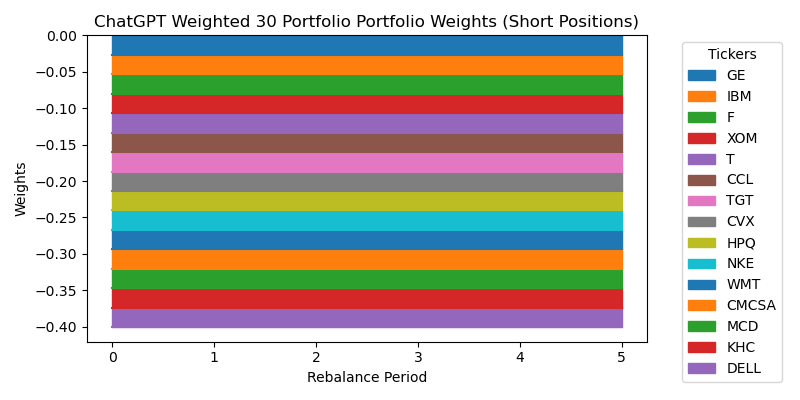 ChatGPT Weighted 30 Portfolio Portfolio Weights (Short Positions)
Weights
0.00
−0.05
−0.10
−0.15
−0.20
−0.25
−0.30
−0.35
−0.40
0 1 2 3 4 5
Rebalance Period
Tickers
GE
IBM
F
XOM
T
CCL
TGT
CVX
HPQ
NKE
WMT
CMCSA
MCD
KHC
DELL